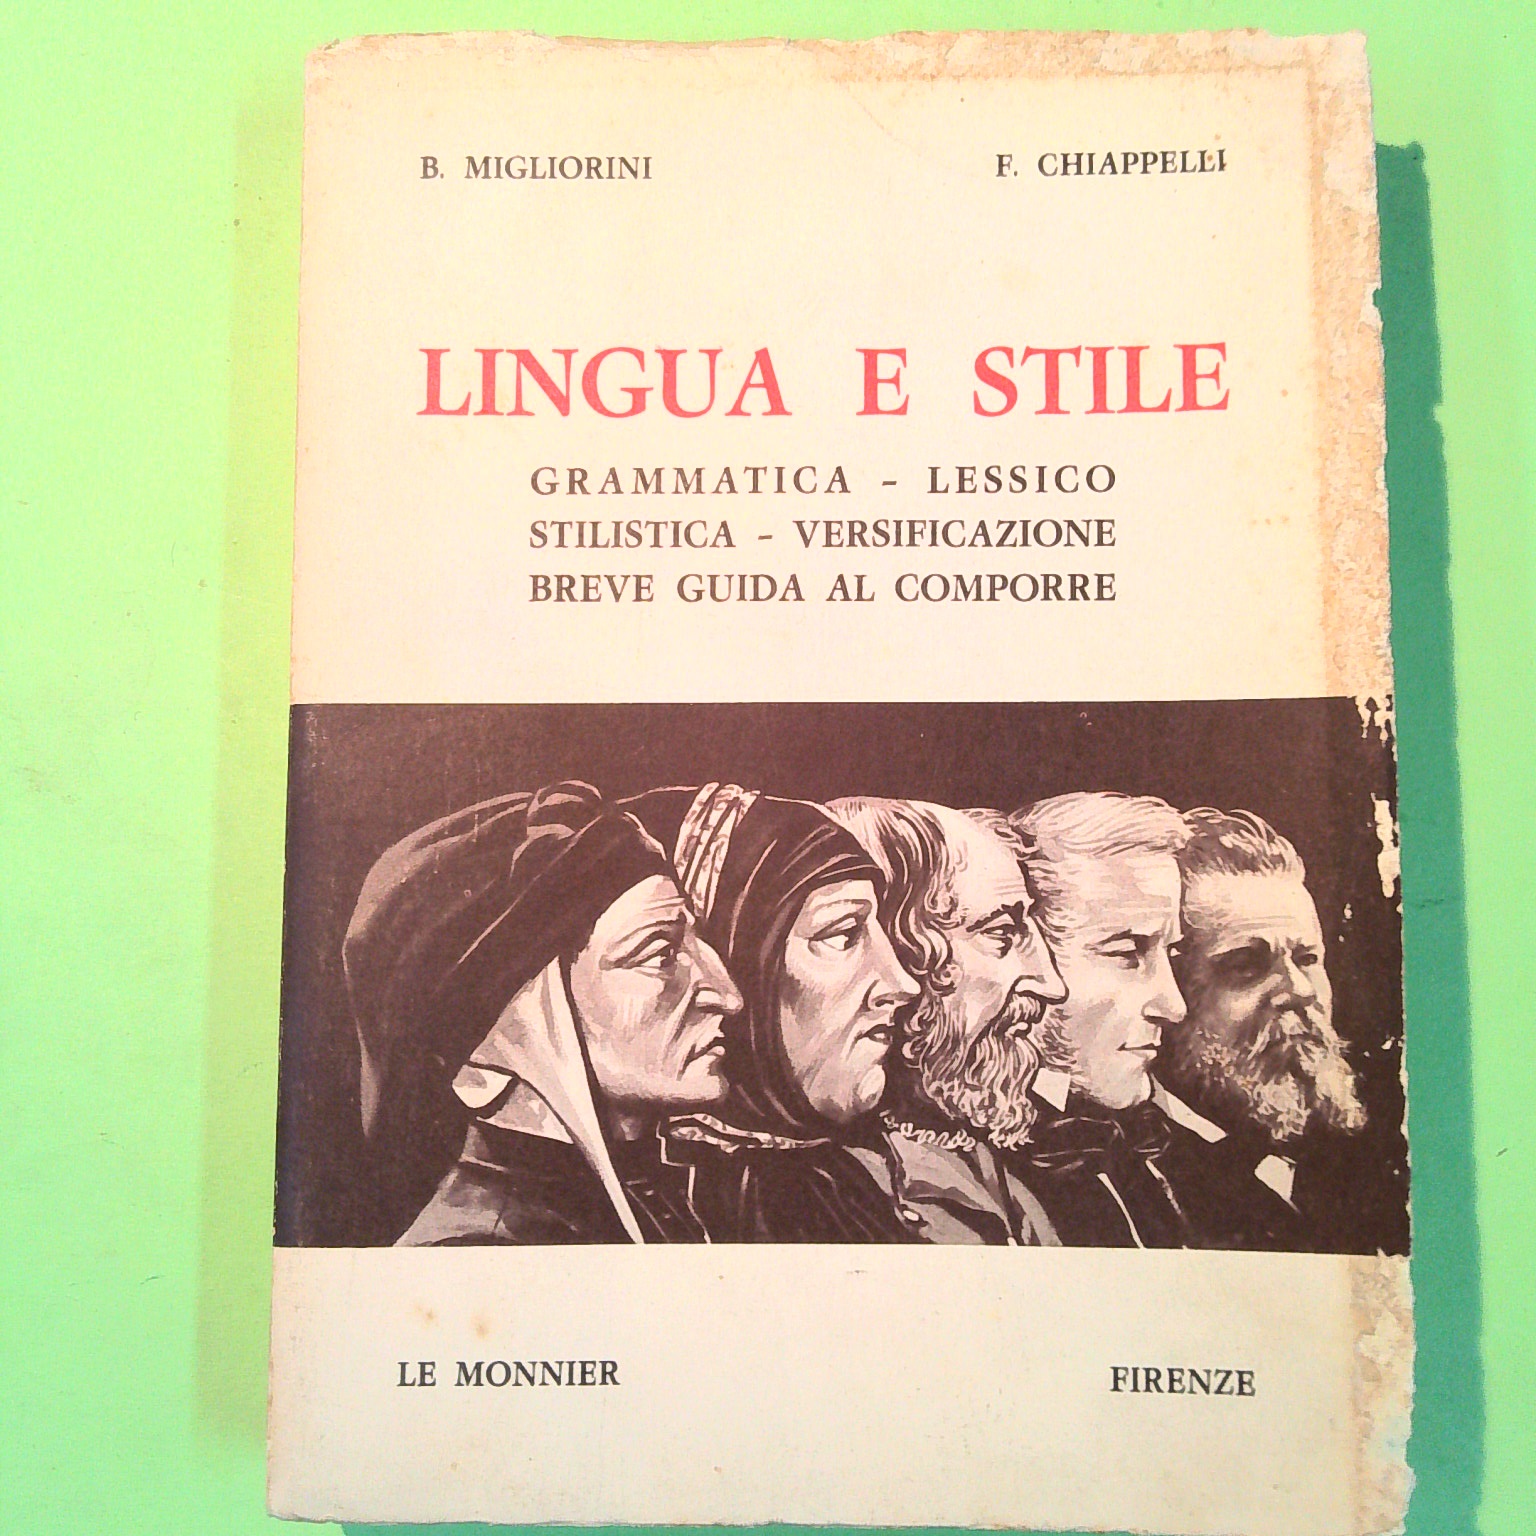 B. MIGLIORINI F. CHIAPPELLI
LINGUA E STILE
GRAMMATICA - LESSICO
STILISTICA - VERSIFICAZIONE
BREVE GUIDA AL COMPORRE
LE MONNIER FIRENZE